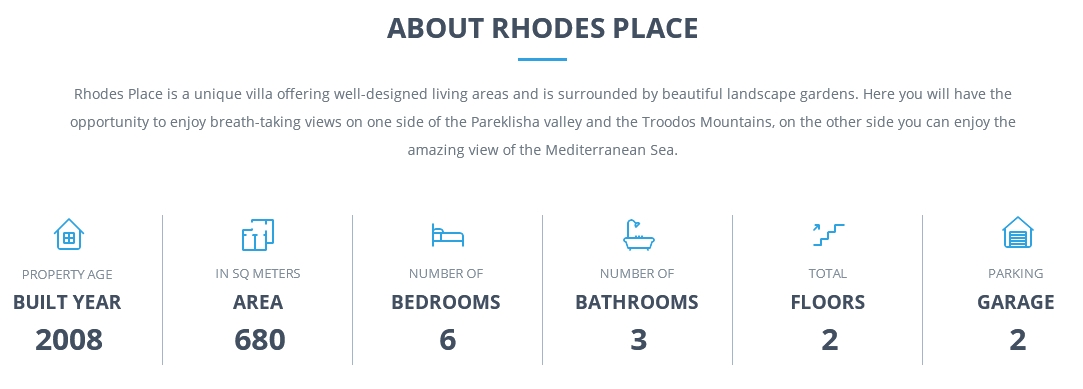 ABOUT RHODES PLACE
Rhodes Place is a unique villa offering well-designed living areas and is surrounded by beautiful landscape gardens. Here you will have the
opportunity to enjoy breath-taking views on one side of the Pareklisha valley and the Troodos Mountains, on the other side you can enjoy the
amazing view of the Mediterranean Sea.
PROPERTY AGE
BUILT YEAR
2008
IN SQ METERS
AREA
680
NUMBER OF
BEDROOMS
6
NUMBER OF
BATHROOMS
3
TOTAL
FLOORS
2
PARKING
GARAGE
2